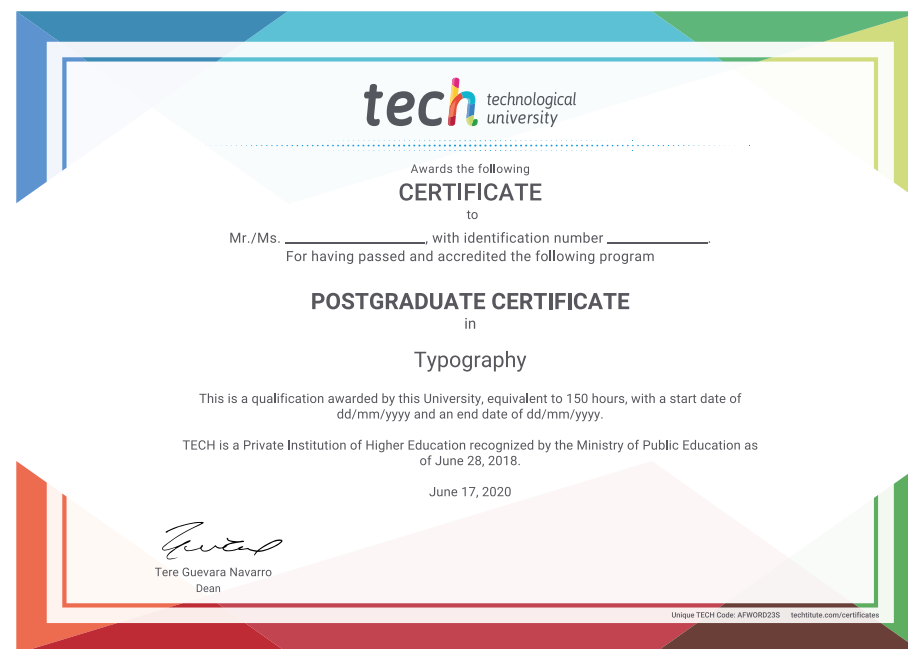 tech technological
university
Awards the following
CERTIFICATE
to
Mr./Ms. ____________________, with identification number ______________.
For having passed and accredited the following program
POSTGRADUATE CERTIFICATE
in
Typography
This is a qualification awarded by this University, equivalent to 150 hours, with a start date of
dd/mm/yyyy and an end date of dd/mm/yyyy.
TECH is a Private Institution of Higher Education recognized by the Ministry of Public Education as
of June 28, 2018.
June 17, 2020
Tere Guevara Navarro
Dean
Unique TECH Code: AFWORD23S techtitute.com/certificates